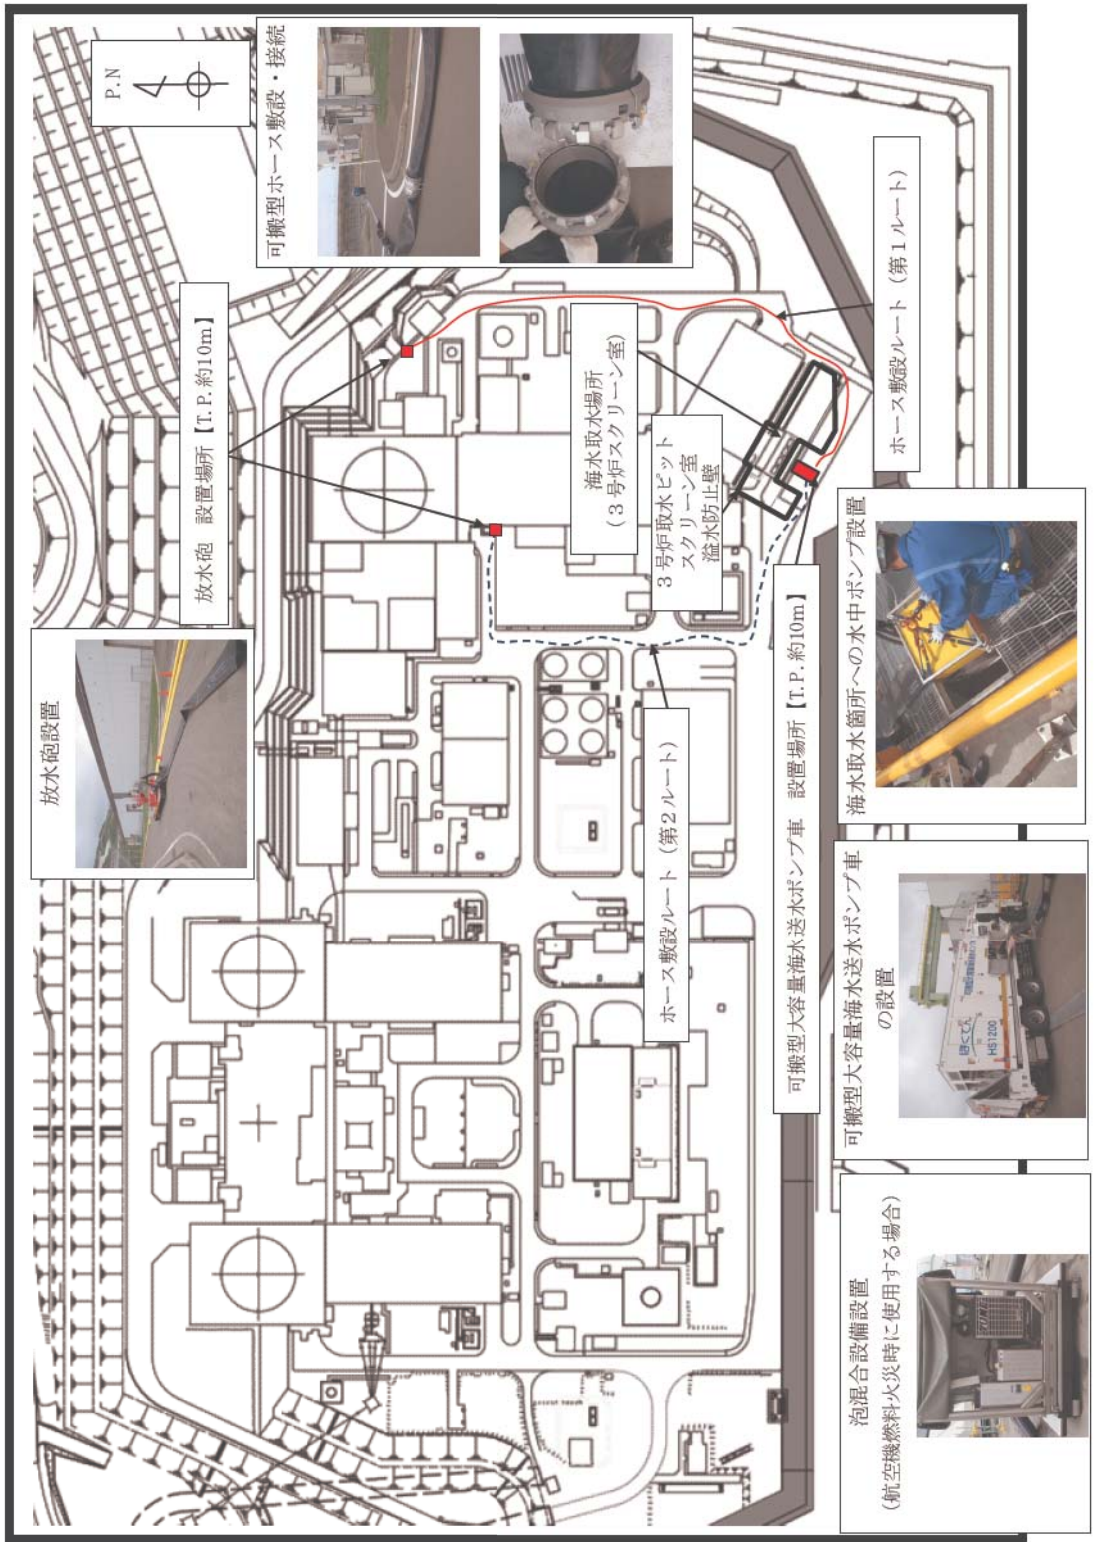 P.N
可搬型ホース敷設・接続
放水砲 設置場所【T.P.約10m】
放水砲設置
海水取水場所
(3号炉スクリーン室)
3号炉取水ピット
スクリーン室
溢水防止壁
ホース敷設ルート(第1ルート)
ホース敷設ルート(第2ルート)
可搬型大容量海水送水ポンプ車 設置場所【T.P.約10m】
海水取水箇所への水中ポンプ設置
可搬型大容量海水送水ポンプ車
の設置
ほくでん
HS1200
泡混合設備設置
(航空機燃料火災時に使用する場合)